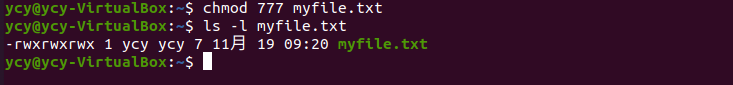 ycy@ycy-VirtualBox:~$ chmod 777 myfile.txt
ycy@ycy-VirtualBox:~$ ls -l myfile.txt
-rwxrwxrwx 1 ycy ycy 7 11月 19 09:20 myfile.txt
ycy@ycy-VirtualBox:~$